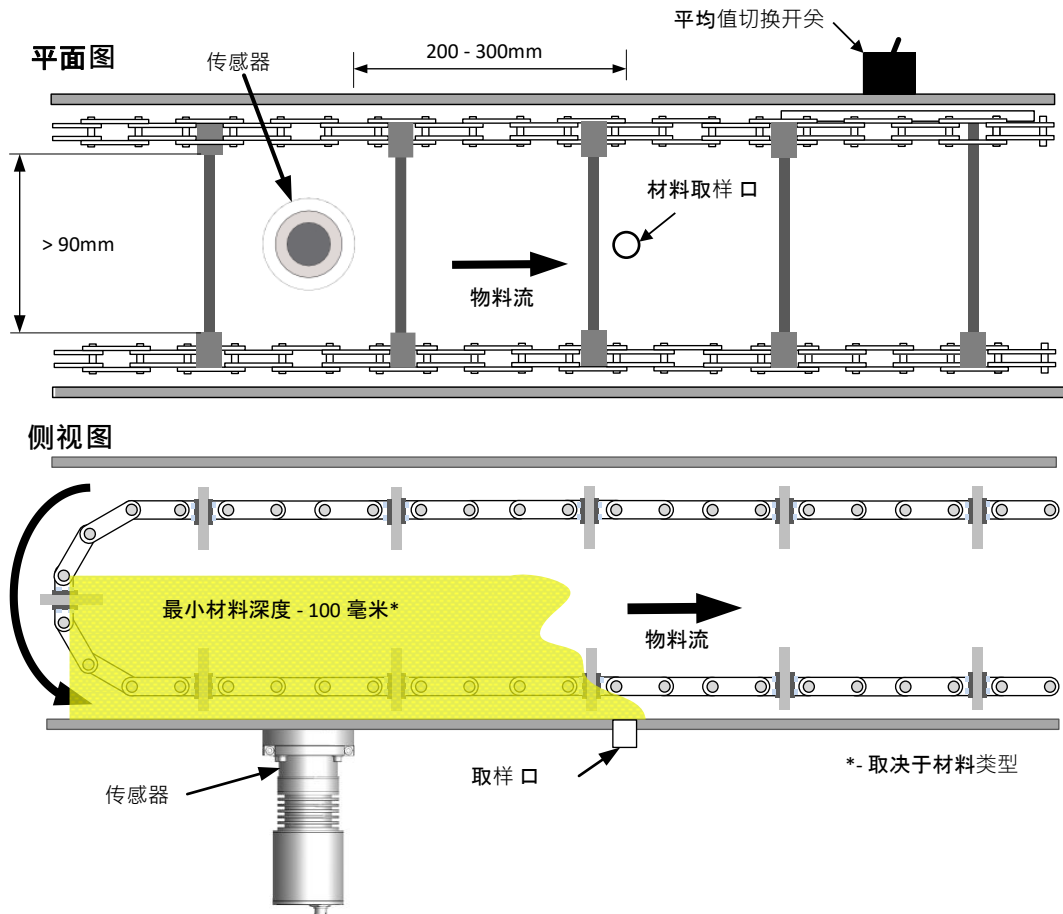 平均值切换开关
平面图
传感器
200 - 300mm
材料取样 口
> 90mm
物料流
侧视图
最小材料深度 - 100 毫米*
物料流
取样 口
*- 取决于材料类型
传感器